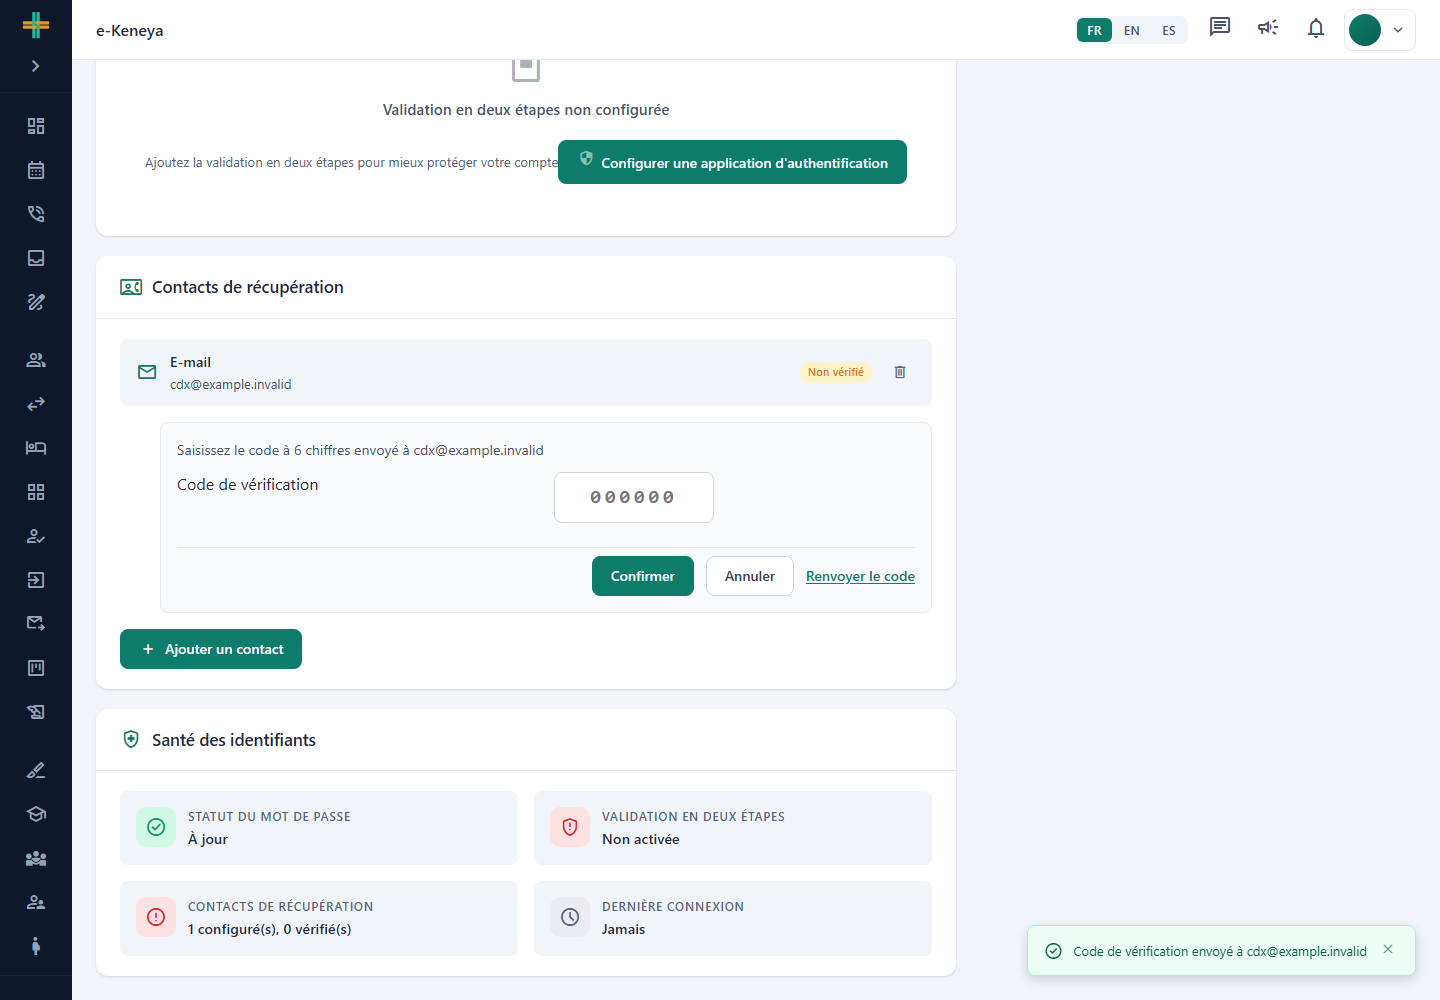 e-Keneya
FR EN ES
Validation en deux étapes non configurée
Ajoutez la validation en deux étapes pour mieux protéger votre compte
Configurer une application d'authentification
Contacts de récupération
E-mail
cdx@example.invalid
Non vérifié
Saisissez le code à 6 chiffres envoyé à cdx@example.invalid
Code de vérification
000000
Confirmer
Annuler
Renvoyer le code
Ajouter un contact
Santé des identifiants
STATUT DU MOT DE PASSE
À jour
VALIDATION EN DEUX ÉTAPES
Non activée
CONTACTS DE RÉCUPÉRATION
1 configuré(s), 0 vérifié(s)
DERNIÈRE CONNEXION
Jamais
Code de vérification envoyé à cdx@example.invalid